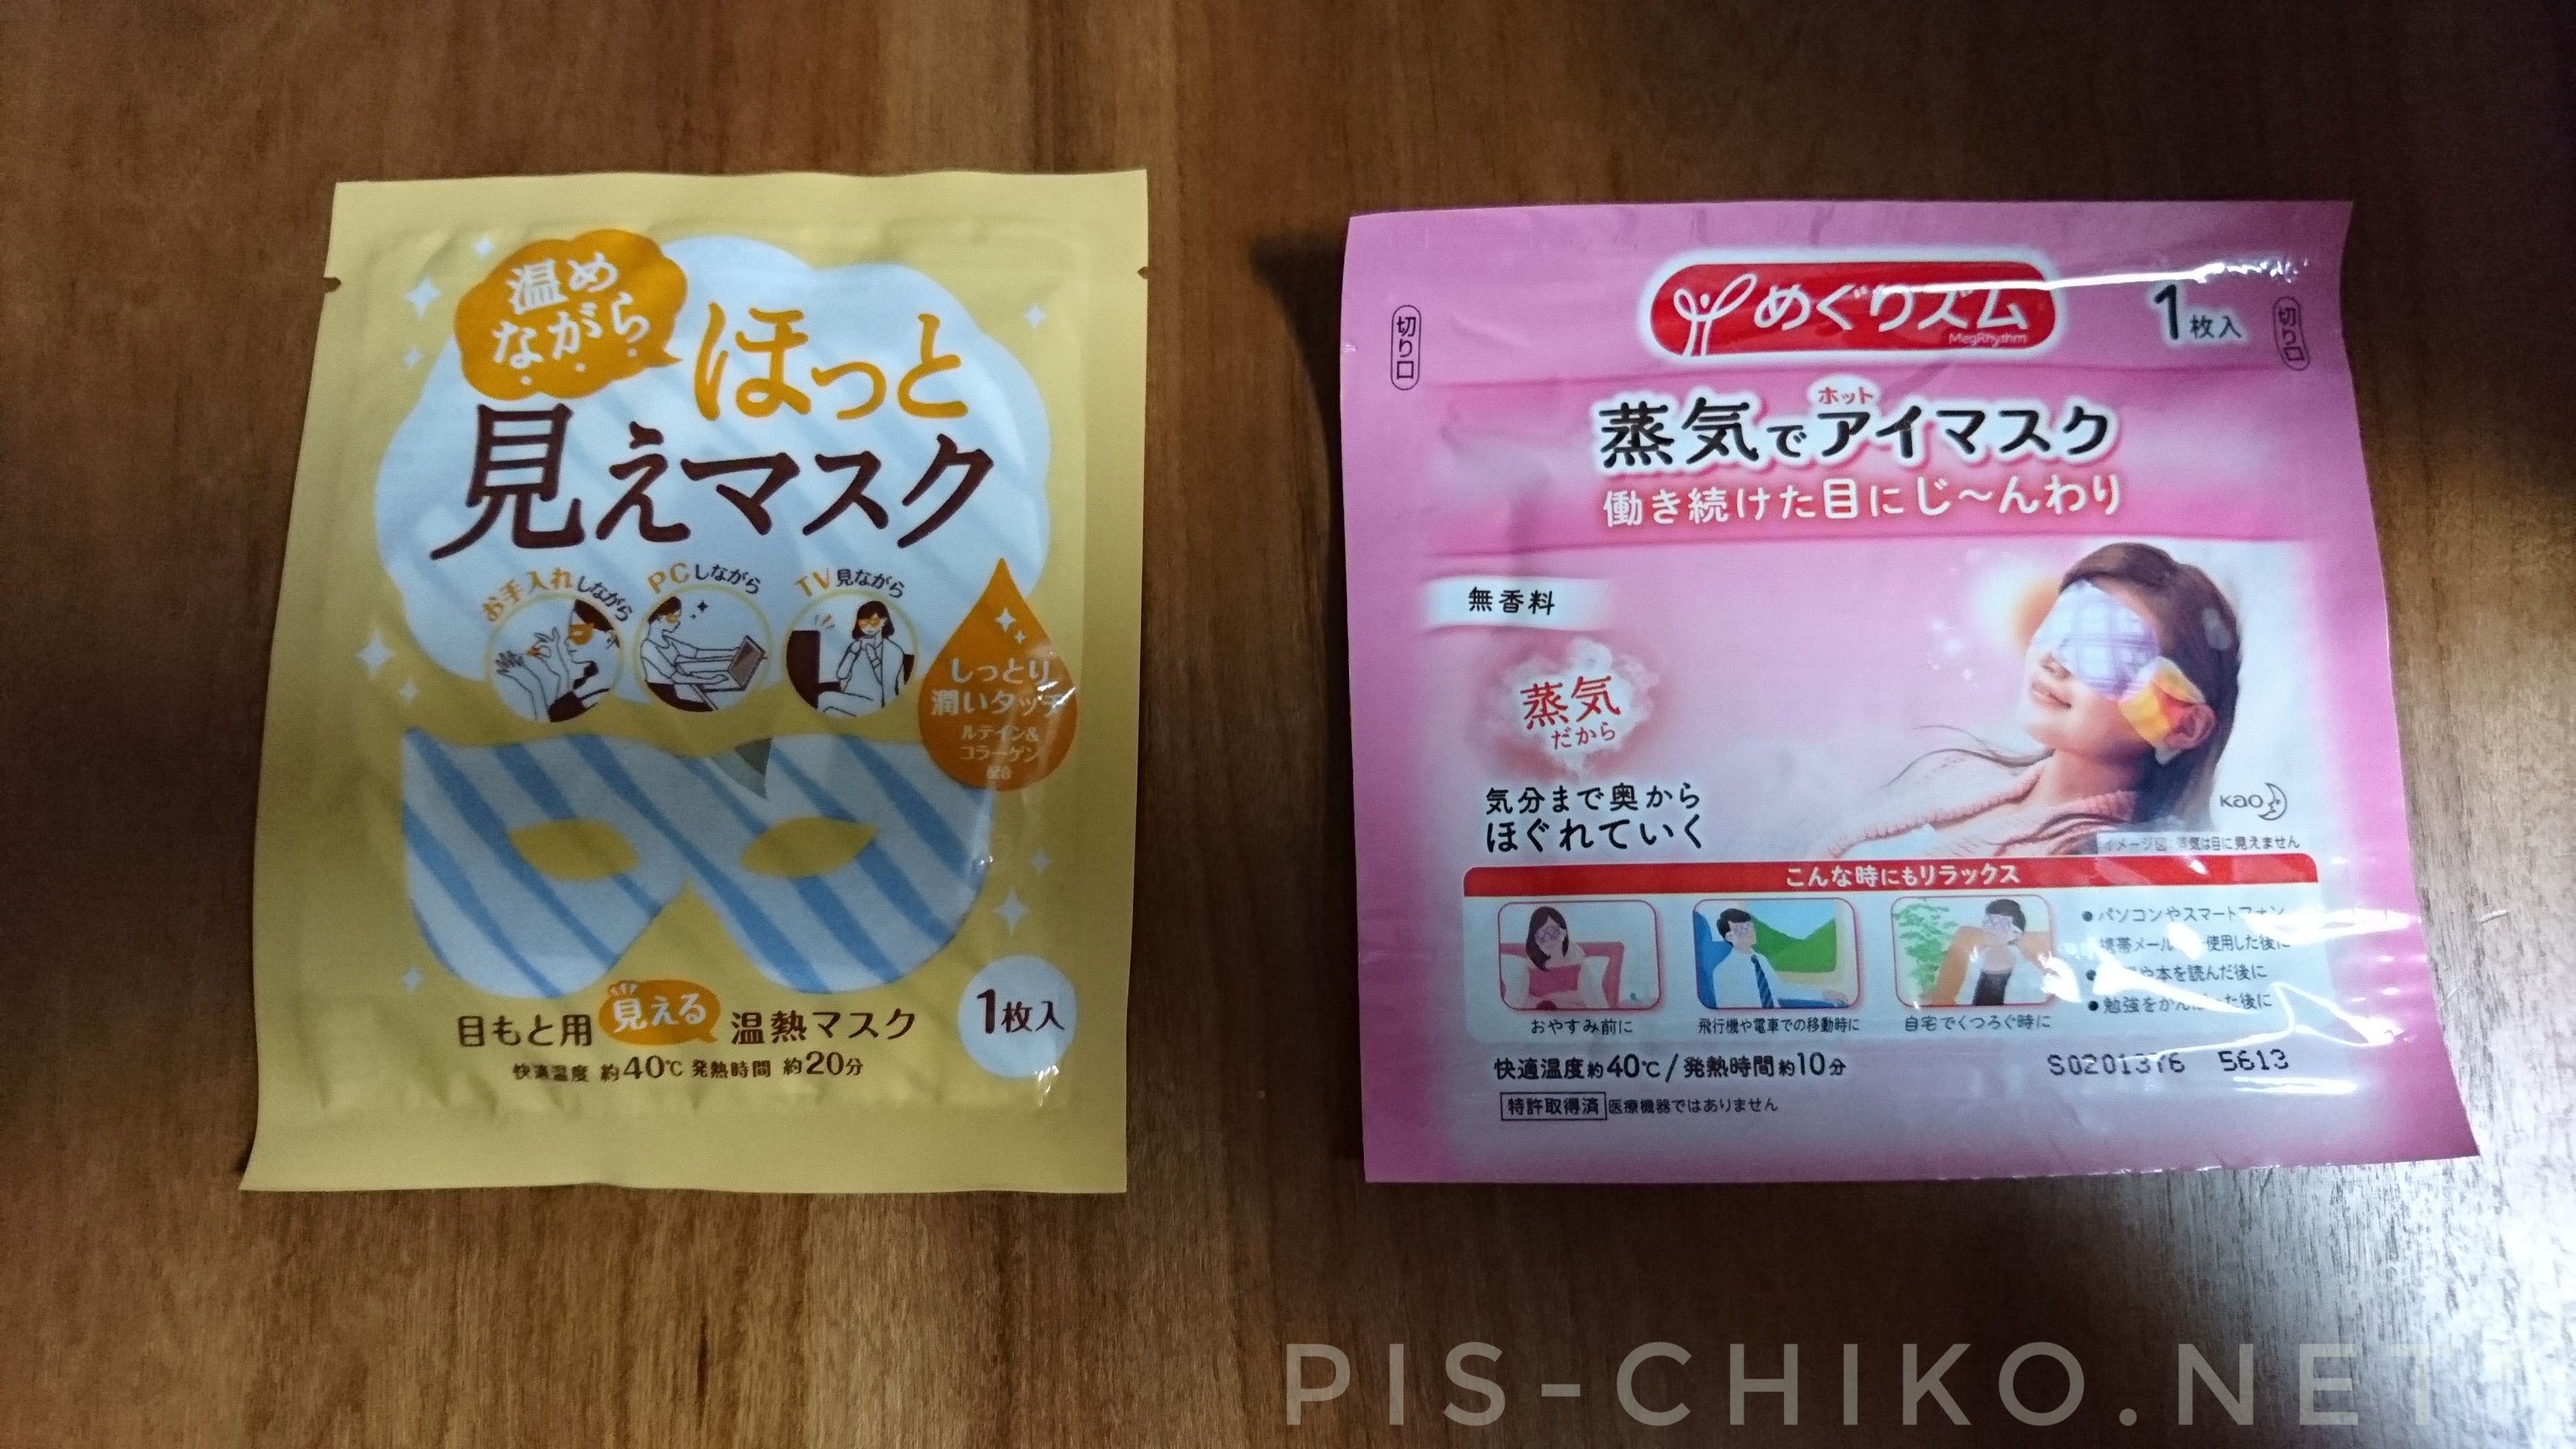 温め
ながら
ほっと
見えマスク
お手入れしながら
PCしながら
TV見ながら
しっとり
潤いタッチ
ルテイン&
コラーゲン
配合
目もと用 見える 温熱マスク
快適温度 約40℃ 発熱時間 約20分
1枚入
めぐりズム
MegRhythm
1枚入
切り口
切り口
ホット
蒸気でアイマスク
働き続けた目にじ〜んわり
無香料
蒸気
だから
気分まで奥から
ほぐれていく
Kao
イメージ図 蒸気は目に見えません
こんな時にもリラックス
おやすみ前に
飛行機や電車での移動時に
自宅でくつろぐ時に
●パソコンやスマートフォン
携帯メール 使用した後に
● や本を読んだ後に
●勉強をがんばった後に
快適温度約40℃/発熱時間約10分
S0201376 5613
特許取得済 医療機器ではありません
PIS-CHIKO.NET